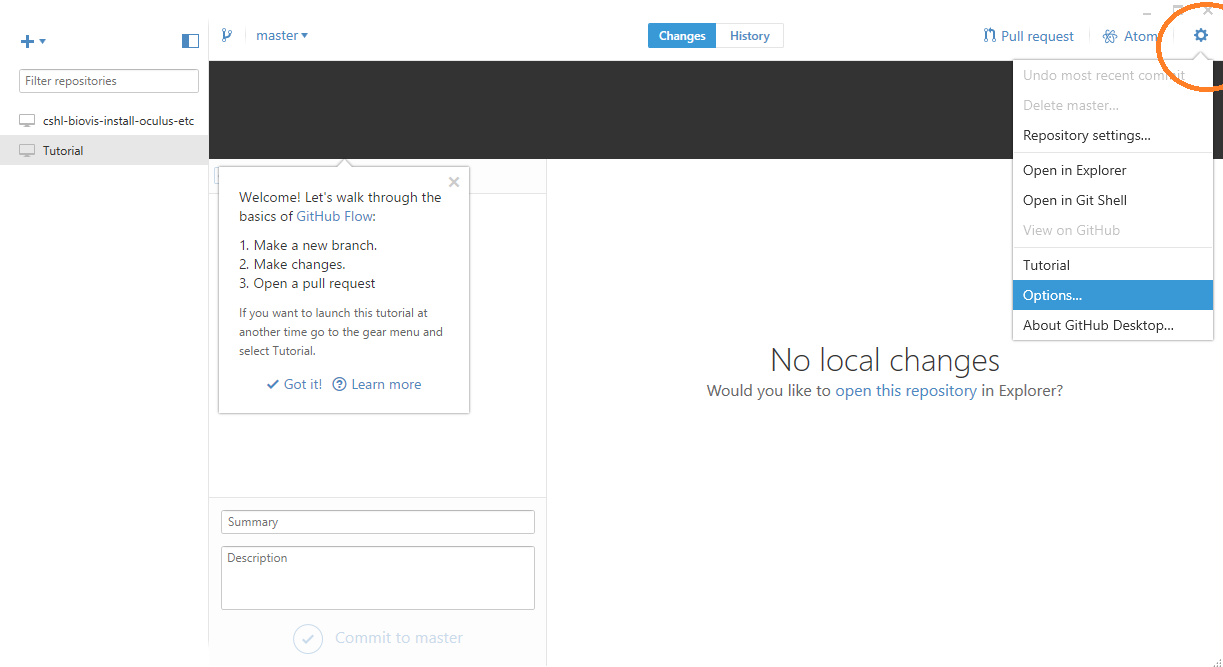 master
Changes
History
Pull request
Atom
Filter repositories
cshl-biovis-install-oculus-etc
Tutorial
Welcome! Let's walk through the
basics of GitHub Flow:
1. Make a new branch.
2. Make changes.
3. Open a pull request
If you want to launch this tutorial at
another time go to the gear menu and
select Tutorial.
Got it!
Learn more
Undo most recent commit
Delete master...
Repository settings...
Open in Explorer
Open in Git Shell
View on GitHub
Tutorial
Options...
About GitHub Desktop...
No local changes
Would you like to open this repository in Explorer?
Summary
Description
Commit to master